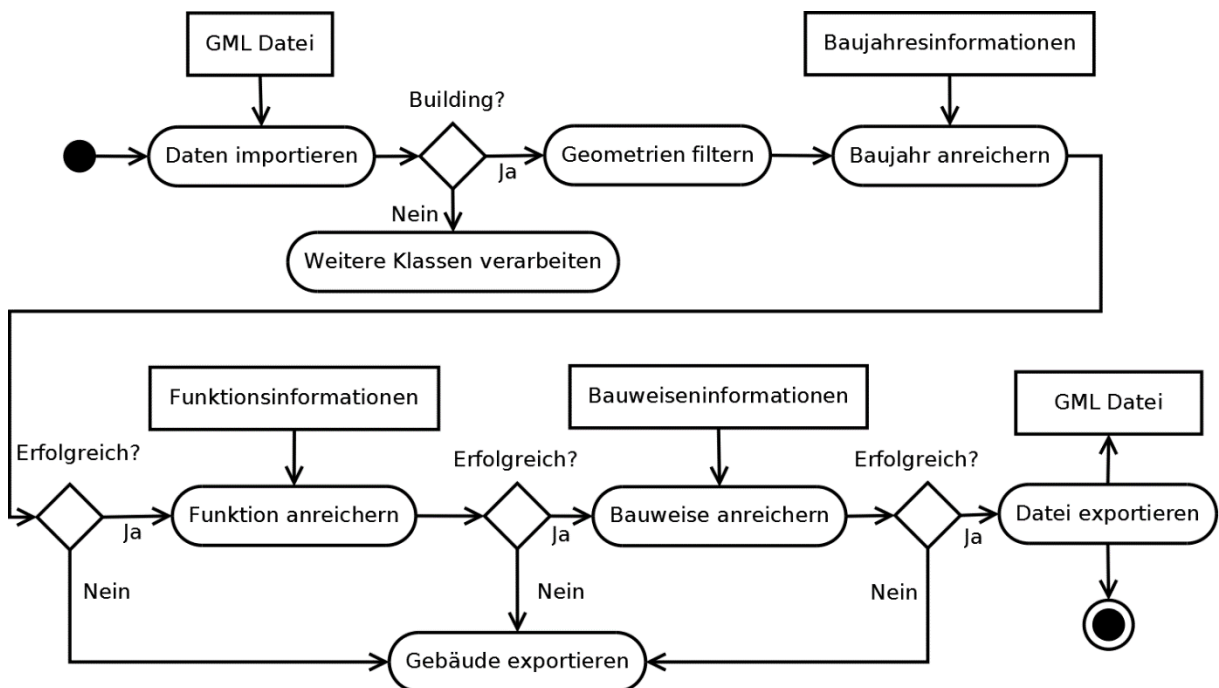 GML Datei
Baujahresinformationen
Building?
Daten importieren
Geometrien filtern
Baujahr anreichern
Ja
Nein
Weitere Klassen verarbeiten
Funktionsinformationen
Bauweiseninformationen
GML Datei
Erfolgreich?
Erfolgreich?
Erfolgreich?
Funktion anreichern
Bauweise anreichern
Datei exportieren
Ja
Ja
Ja
Nein
Nein
Nein
Gebäude exportieren